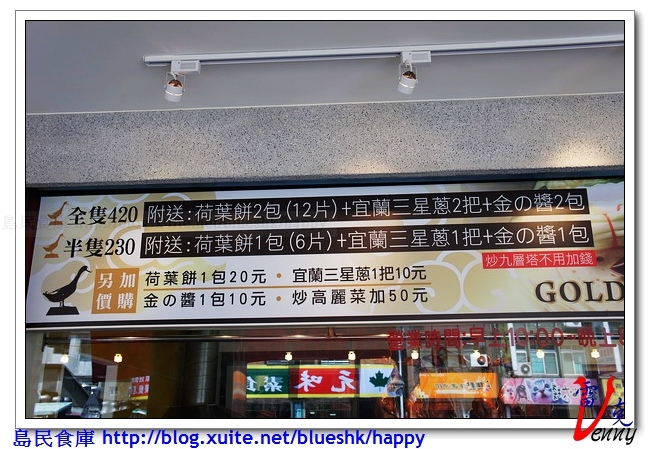 全隻420 附送:荷葉餅2包(12片)+宜蘭三星蔥2把+金の醬2包
半隻230 附送:荷葉餅1包(6片)+宜蘭三星蔥1把+金の醬1包
炒九層塔不用加錢
另加價購 荷葉餅1包20元 • 宜蘭三星蔥1把10元
金の醬1包10元 • 炒高麗菜加50元
GOLD
元味素食
Venny
島民食庫 http://blog.xuite.net/blueshk/happy